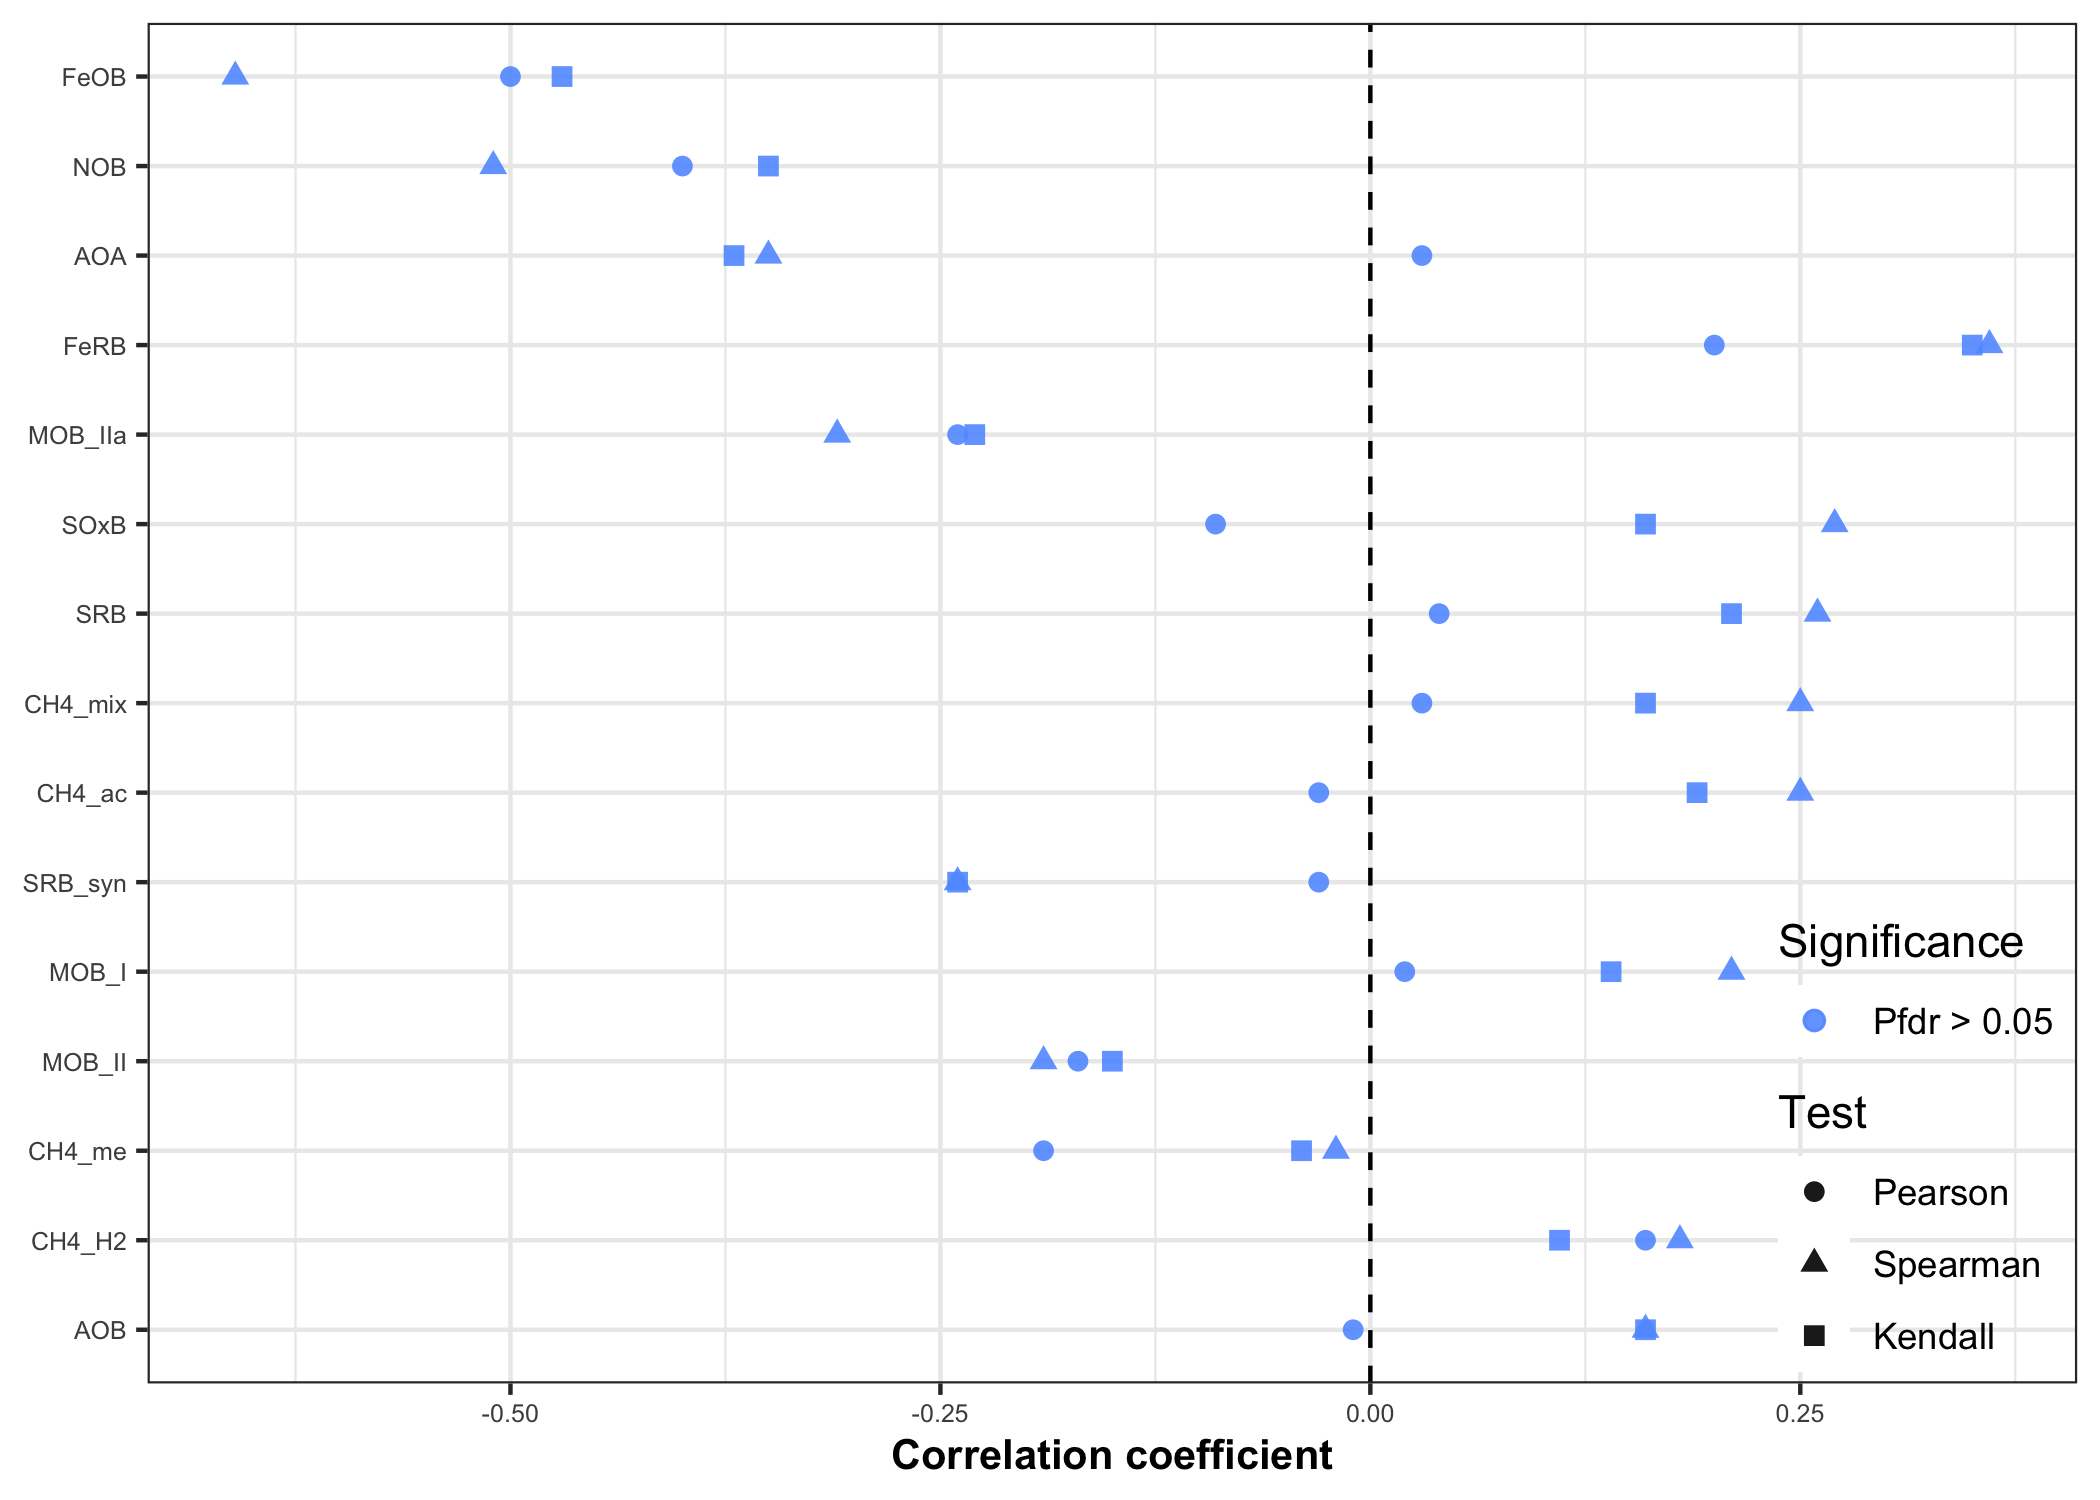 FeOB
NOB
AOA
FeRB
MOB_IIa
SOxB
SRB
CH4_mix
CH4_ac
SRB_syn
MOB_I
MOB_II
CH4_me
CH4_H2
AOB
Significance
Pfdr > 0.05
Test
Pearson
Spearman
Kendall
-0.50 -0.25 0.00 0.25
Correlation coefficient